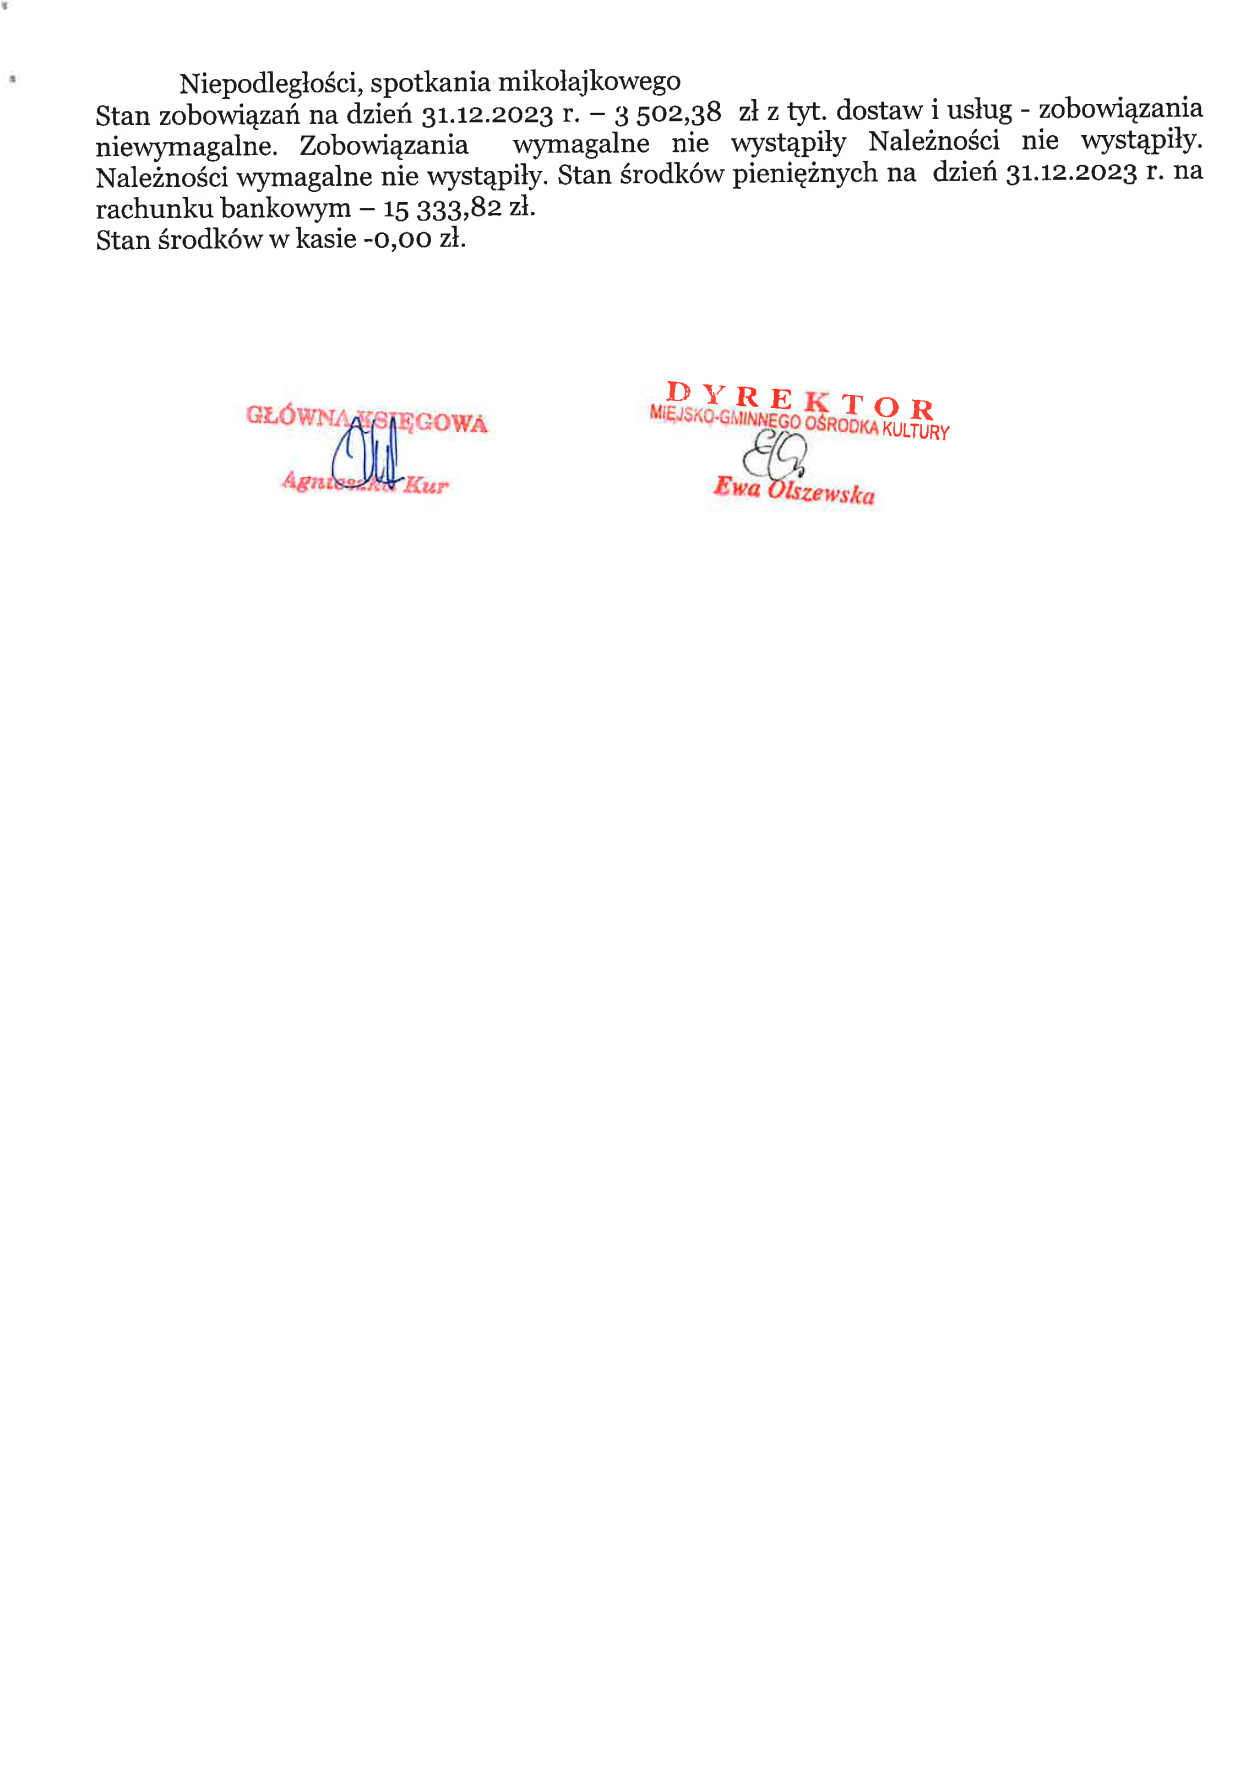 Niepodległości, spotkania mikołajkowego
Stan zobowiązań na dzień 31.12.2023 r. – 3 502,38 zł z tyt. dostaw i usług - zobowiązania
niewymagalne. Zobowiązania wymagalne nie wystąpiły Należności nie wystąpiły.
Należności wymagalne nie wystąpiły. Stan środków pieniężnych na dzień 31.12.2023 r. na
rachunku bankowym – 15 333,82 zł.
Stan środków w kasie -0,00 zł.
GŁÓWNA KSIĘGOWA
Agnieszka Kur
DYREKTOR
MIEJSKO-GMINNEGO OŚRODKA KULTURY
Ewa Olszewska